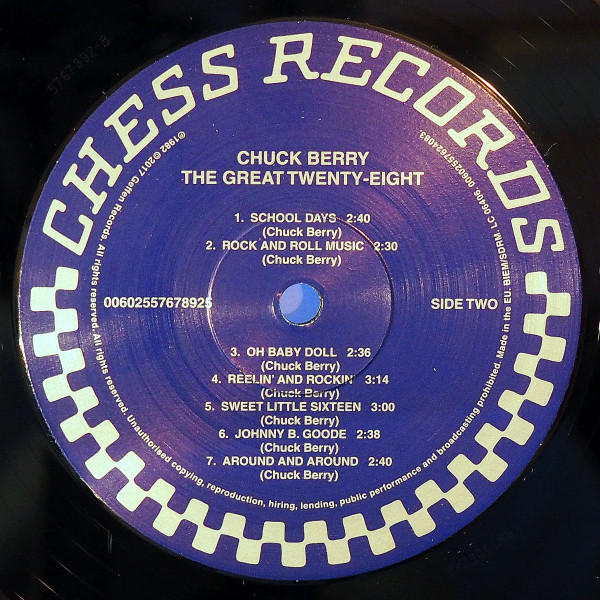 CHESS RECORDS
℗1982 ©2017 Geffen Records. All rights reserved.
00602557624083
CHUCK BERRY
THE GREAT TWENTY-EIGHT
1. SCHOOL DAYS 2:40
(Chuck Berry)
2. ROCK AND ROLL MUSIC 2:30
(Chuck Berry)
00602557678925
SIDE TWO
3. OH BABY DOLL 2:36
(Chuck Berry)
4. REELIN' AND ROCKIN' 3:14
(Chuck Berry)
5. SWEET LITTLE SIXTEEN 3:00
(Chuck Berry)
6. JOHNNY B. GOODE 2:38
(Chuck Berry)
7. AROUND AND AROUND 2:40
(Chuck Berry)
All rights reserved. Unauthorised copying, reproduction, hiring, lending, public performance and broadcasting prohibited. Made in the EU. BIEM/SDRM. LC 06406.